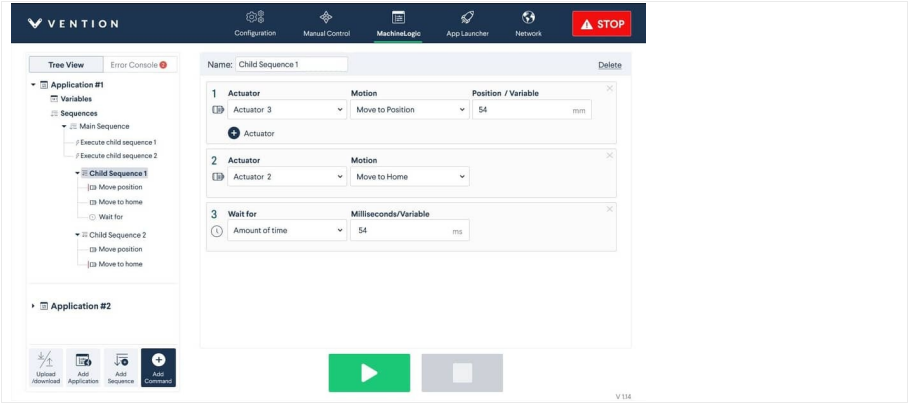 VENTION
Configuration
Manual Control
MachineLogic
App Launcher
Network
STOP
Tree View
Error Console 2
Application #1
Variables
Sequences
Main Sequence
Execute child sequence 1
Execute child sequence 2
Child Sequence 1
Move position
Move to home
Wait for
Child Sequence 2
Move position
Move to home
Application #2
Upload
/download
Add
Application
Add
Sequence
Add
Command
Name: Child Sequence 1
Delete
1 Actuator Motion Position / Variable
Actuator 3 Move to Position 54 mm
Actuator
2 Actuator Motion
Actuator 2 Move to Home
3 Wait for Milliseconds/Variable
Amount of time 54 ms
V 1.14